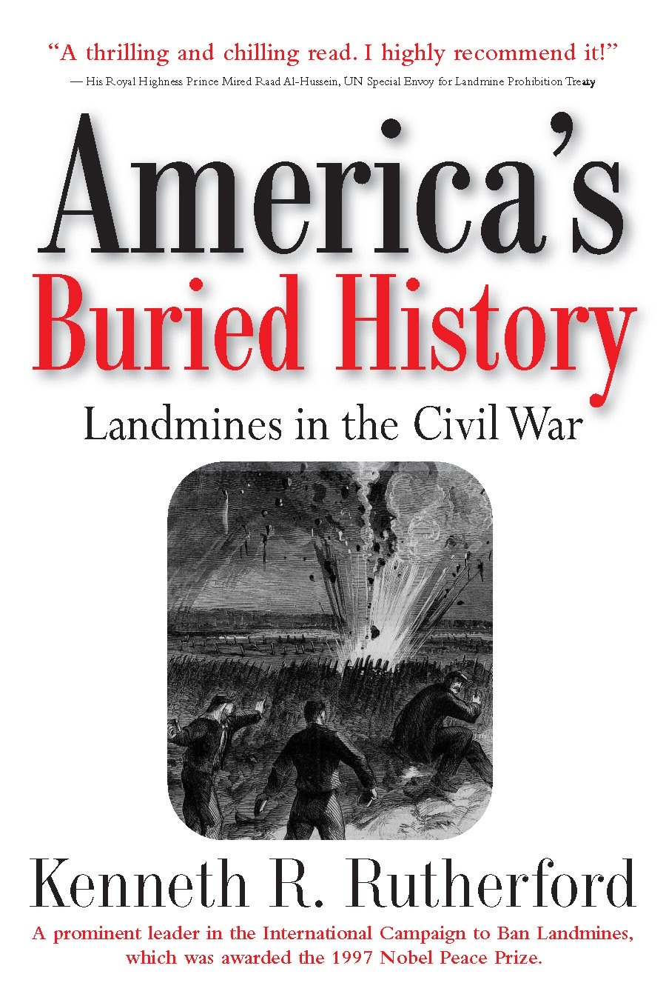 “A thrilling and chilling read. I highly recommend it!”
— His Royal Highness Prince Mired Raad Al-Hussein, UN Special Envoy for Landmine Prohibition Treaty
America’s
Buried History
Landmines in the Civil War
Kenneth R. Rutherford
A prominent leader in the International Campaign to Ban Landmines,
which was awarded the 1997 Nobel Peace Prize.